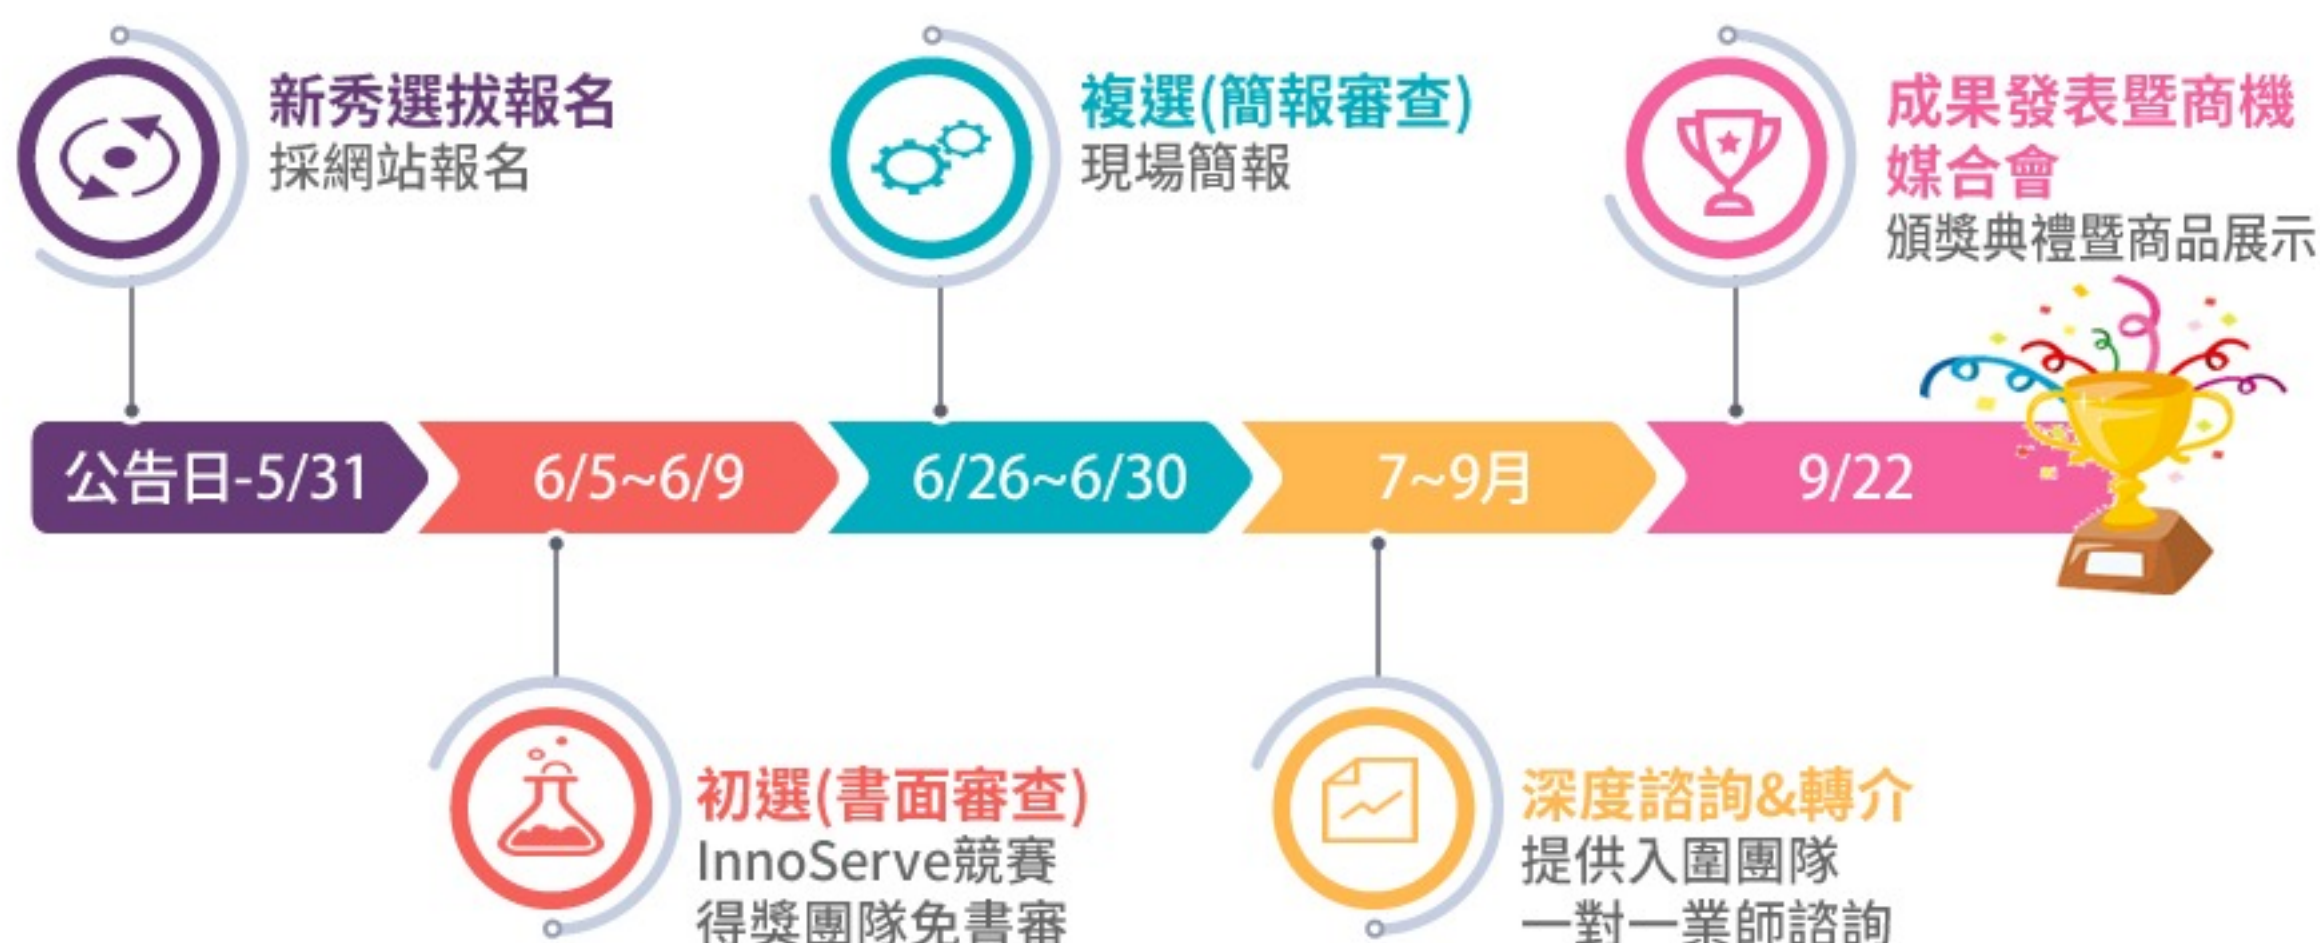 新秀選拔報名
採網站報名
複選(簡報審查)
現場簡報
成果發表暨商機
媒合會
頒獎典禮暨商品展示
公告日-5/31
6/5~6/9
6/26~6/30
7~9月
9/22
初選(書面審查)
InnoServe競賽
得獎團隊免書審
深度諮詢&轉介
提供入圍團隊
一對一業師諮詢